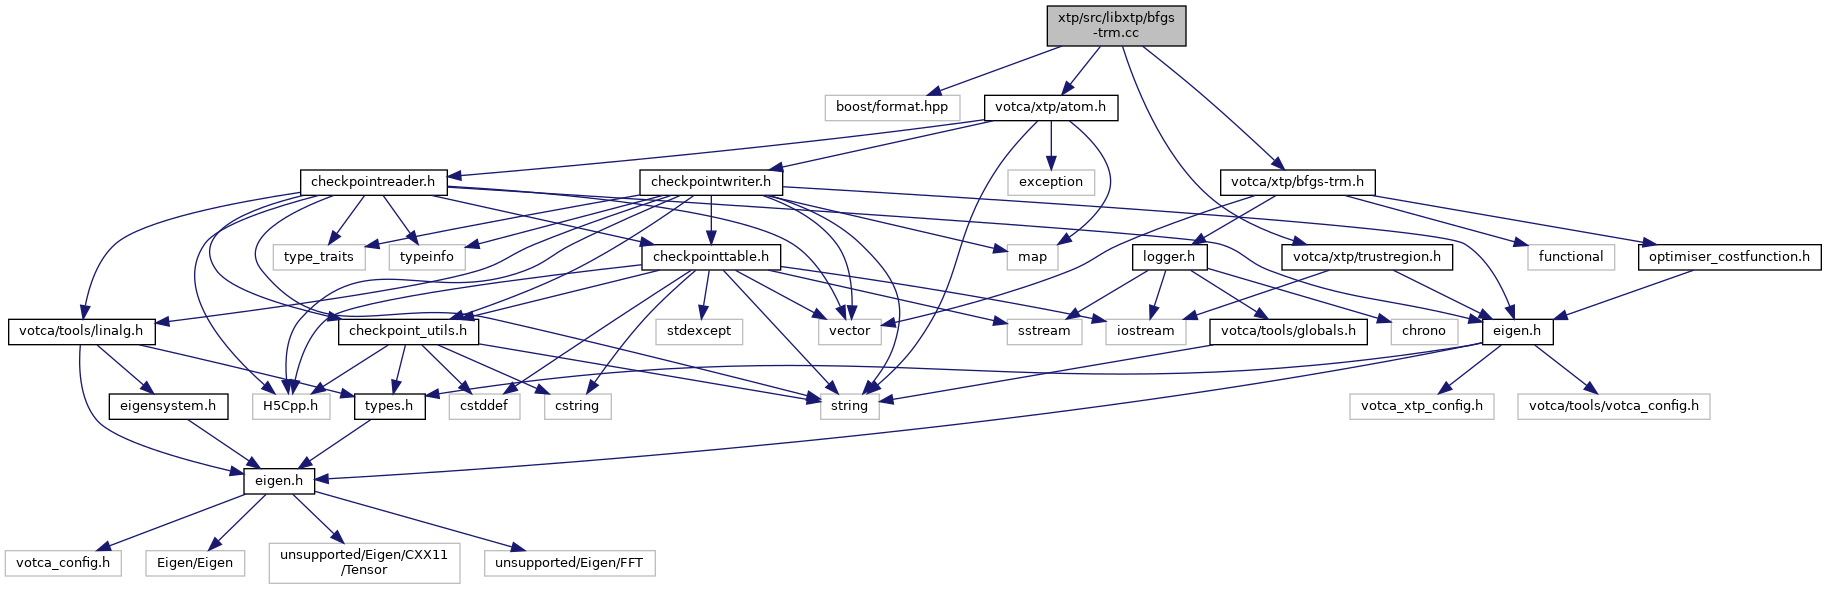 xtp/src/libxtp/bfgs
-trm.cc
boost/format.hpp
votca/xtp/atom.h
checkpointreader.h
checkpointwriter.h
exception
votca/xtp/bfgs-trm.h
type_traits
typeinfo
checkpointtable.h
map
logger.h
votca/xtp/trustregion.h
functional
optimiser_costfunction.h
votca/tools/linalg.h
checkpoint_utils.h
stdexcept
vector
sstream
iostream
votca/tools/globals.h
chrono
eigen.h
eigensystem.h
H5Cpp.h
types.h
cstddef
cstring
string
votca_xtp_config.h
votca/tools/votca_config.h
eigen.h
votca_config.h
Eigen/Eigen
unsupported/Eigen/CXX11
/Tensor
unsupported/Eigen/FFT